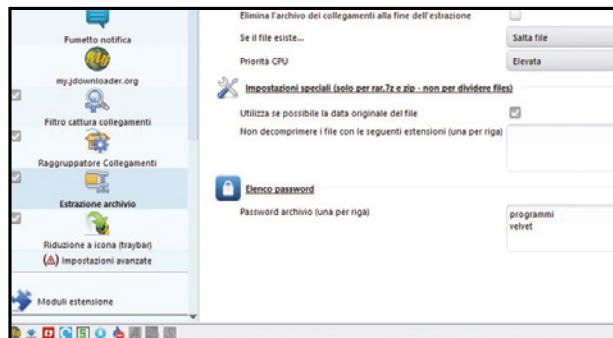 Fumetto notifica
my.jdownloader.org
Filtro cattura collegamenti
Raggruppatore Collegamenti
Estrazione archivio
Riduzione a icona (traybar)
Impostazioni avanzate
Moduli estensione
Elimina l'archivo dei collegamenti alla fine dell'estrazione
Se il file esiste...
Salta file
Priorità CPU
Elevata
Impostazioni speciali (solo per rar,7z e zip - non per dividere files)
Utilizza se possibile la data originale del file
Non decomprimere i file con le seguenti estensioni (una per riga)
Elenco password
Password archivio (una per riga)
programmi
velvet